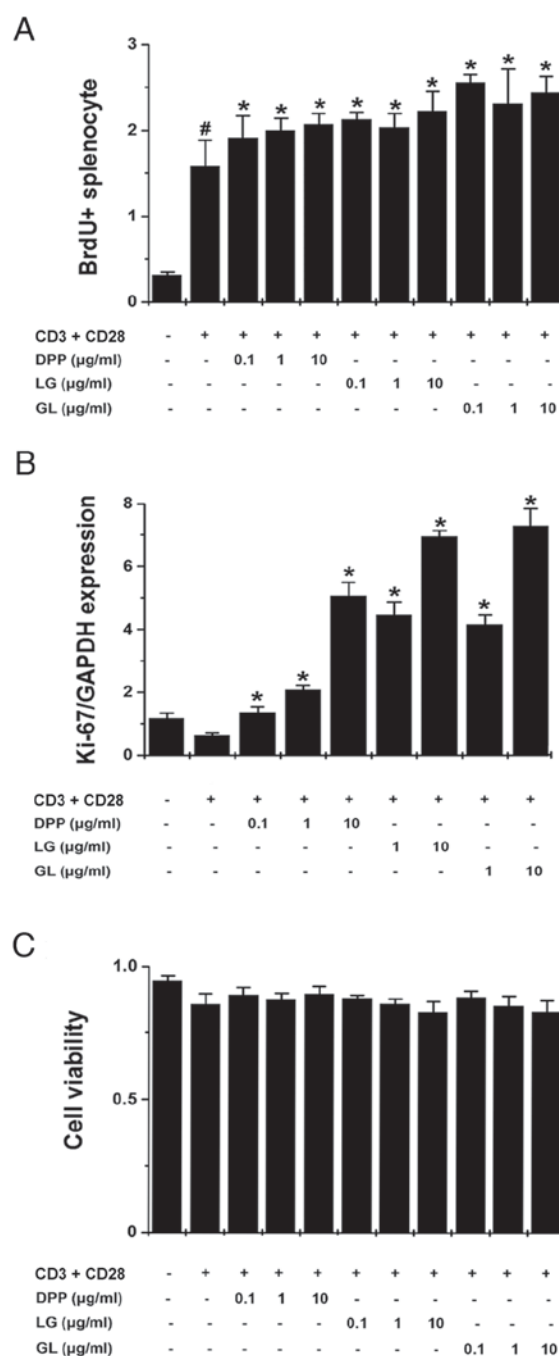 A
BrdU+ splenocyte
3
2
1
0
# * * * * * * * * *
CD3 + CD28 - + + + + + + + + + +
DPP (µg/ml) - - 0.1 1 10 - - - - - -
LG (µg/ml) - - - - - 0.1 1 10 - - -
GL (µg/ml) - - - - - - - - 0.1 1 10
B
Ki-67/GAPDH expression
8
6
4
2
0
* * * * * * *
CD3 + CD28 - + + + + + + + +
DPP (µg/ml) - - 0.1 1 10 - - - -
LG (µg/ml) - - - - - 1 10 - -
GL (µg/ml) - - - - - - - 1 10
C
Cell viability
1.0
0.5
0
CD3 + CD28 - + + + + + + + + + +
DPP (µg/ml) - - 0.1 1 10 - - - - - -
LG (µg/ml) - - - - - 0.1 1 10 - - -
GL (µg/ml) - - - - - - - - 0.1 1 10